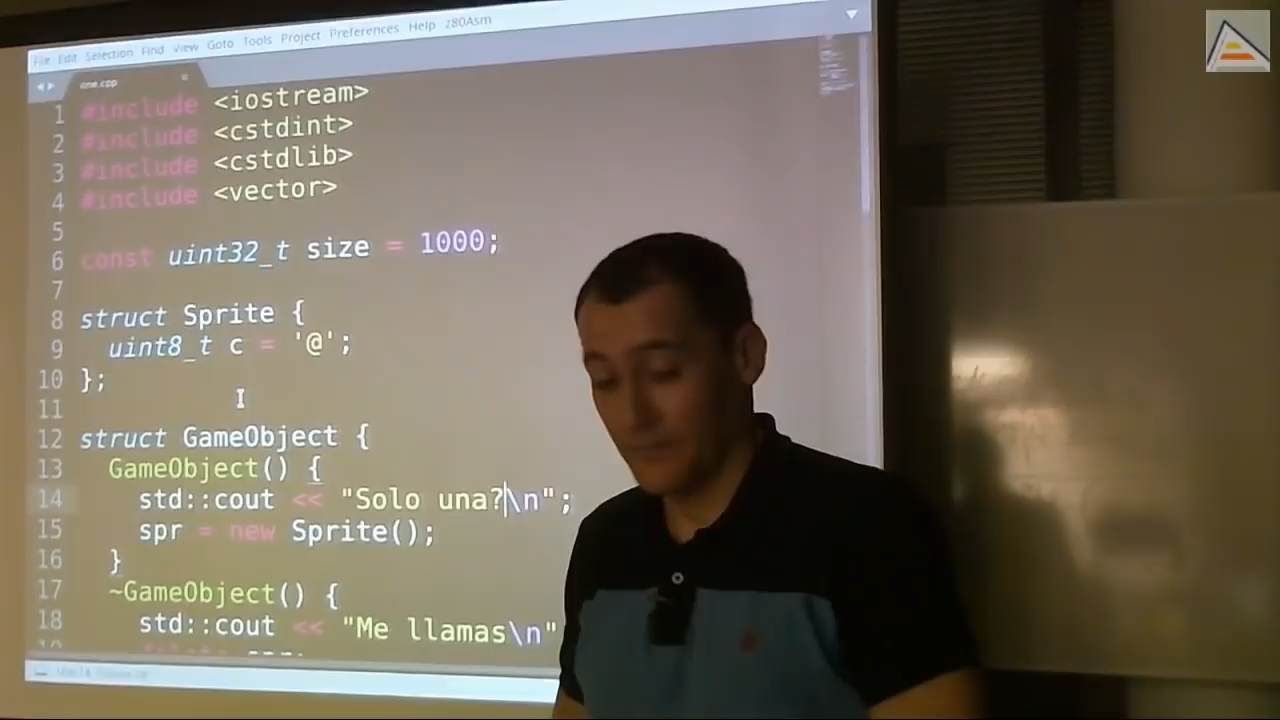 File Edit Selection Find View Goto Tools Project Preferences Help z80Asm
one.cpp
1 #include <iostream>
2 #include <cstdint>
3 #include <cstdlib>
4 #include <vector>
5
6 const uint32_t size = 1000;
7
8 struct Sprite {
9 uint8_t c = '@';
10 };
11
12 struct GameObject {
13 GameObject() {
14 std::cout << "Solo una?\n";
15 spr = new Sprite();
16 }
17 ~GameObject() {
18 std::cout << "Me llamas\n"